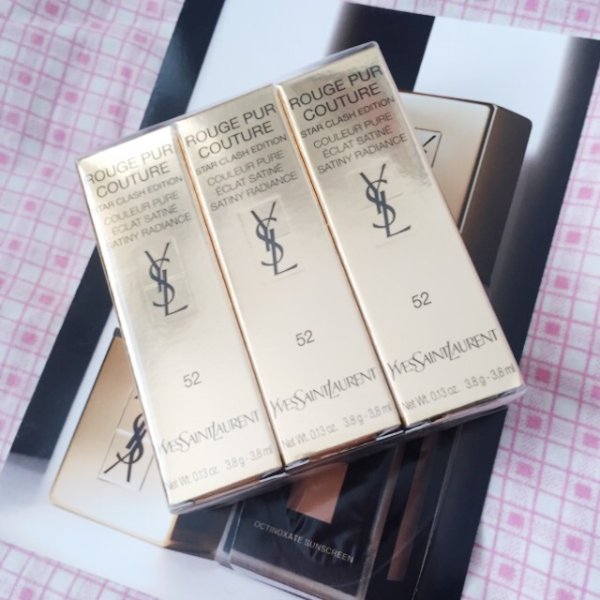 ROUGE PUR
COUTURE
STAR CLASH EDITION
COULEUR PURE
ÉCLAT SATINÉ
SATINY RADIANCE
YSL
52
YVESSAINTLAURENT
Net Wt. 0.13 oz. 3.8 g - 3.8 ml
ROUGE PUR
COUTURE
STAR CLASH EDITION
COULEUR PURE
ÉCLAT SATINÉ
SATINY RADIANCE
YSL
52
YVESSAINTLAURENT
Net Wt. 0.13 oz. 3.8 g - 3.8 ml
ROUGE PUR
COUTURE
STAR CLASH EDITION
COULEUR PURE
ÉCLAT SATINÉ
SATINY RADIANCE
YSL
52
YVESSAINTLAURENT
Net Wt. 0.13 oz. 3.8 g - 3.8 ml
YSL
OCTINOXATE SUNSCREEN